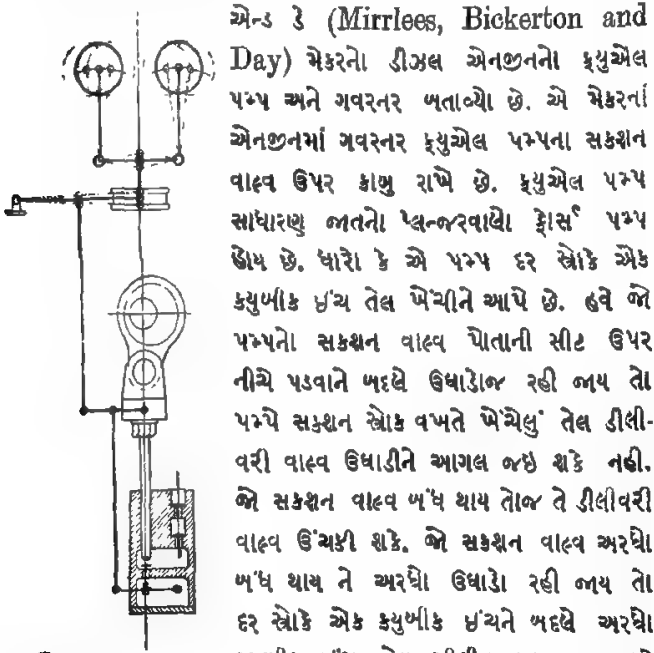 એન્ડ ડે (Mirrlees, Bickerton and
Day) મેકરનો ડીઝલ એનજીનનો ફ્યુએલ
પમ્પ અને ગવરનર બતાવ્યો છે. એ મેકરનાં
એનજીનમાં ગવરનર ફ્યુએલ પમ્પના સકશન
વાલ્વ ઉપર કાબુ રાખે છે. ફ્યુએલ પમ્પ
સાધારણ જાતનો પ્લન્જરવાલો ફોર્સ પમ્પ
હોય છે. ધારો કે એ પમ્પ દર સ્ત્રોકે એક
કયુબીક ઇંચ તેલ ખેંચીને આપે છે. હવે જો
પમ્પનો સકશન વાલ્વ પોતાની સીટ ઉપર
નીચે પડવાને બદલે ઉઘાડોજ રહી જાય તો
પમ્પે સકશન સ્ત્રોક વખતે ખેંચેલું તેલ ડીલી-
વરી વાલ્વ ઉઘાડીને આગલ જઇ શકે નહી.
જો સકશન વાલ્વ બંધ થાય તોજ તે ડીલીવરી
વાલ્વ ઉંચકી શકે. જો સકશન વાલ્વ અરધો
બંધ થાય ને અરધો ઉઘાડો રહી જાય તો
દર સ્ત્રોકે એક કયુબીક ઇંચને બદલે અરધો